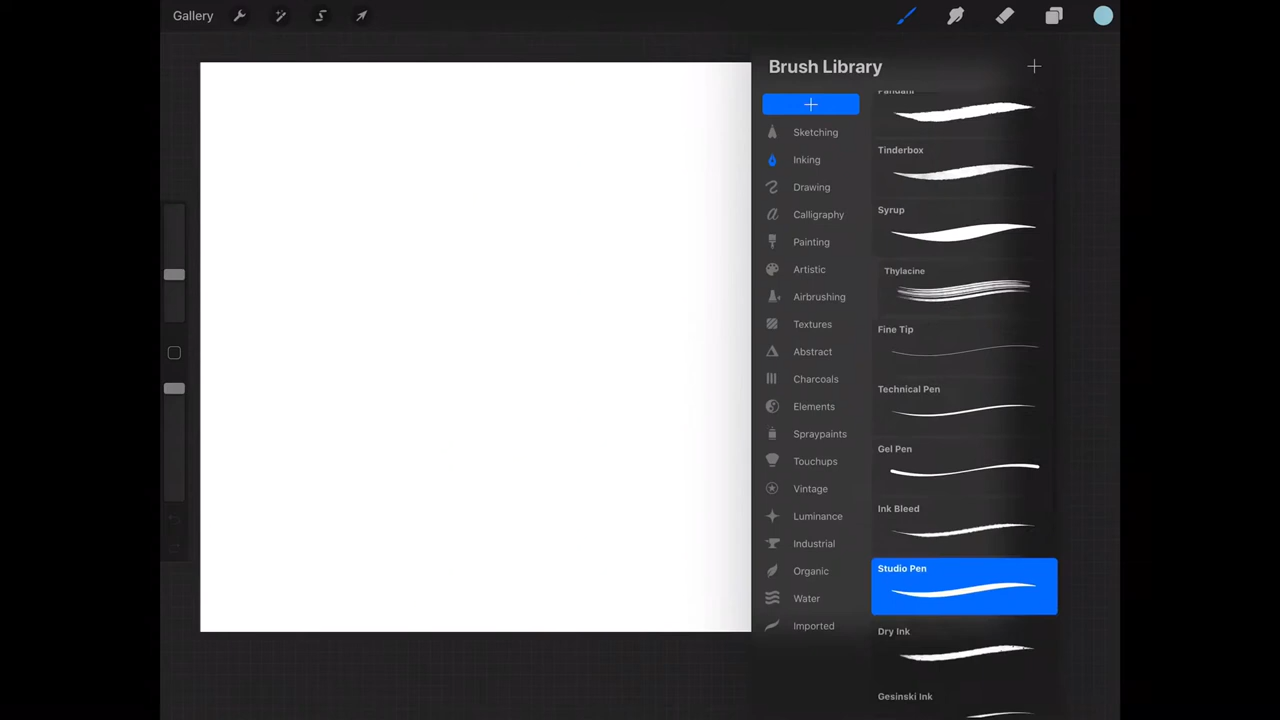 Gallery
Brush Library
Sketching
Inking
Drawing
Calligraphy
Painting
Artistic
Airbrushing
Textures
Abstract
Charcoals
Elements
Spraypaints
Touchups
Vintage
Luminance
Industrial
Organic
Water
Imported
Pandani
Tinderbox
Syrup
Thylacine
Fine Tip
Technical Pen
Gel Pen
Ink Bleed
Studio Pen
Dry Ink
Gesinski Ink